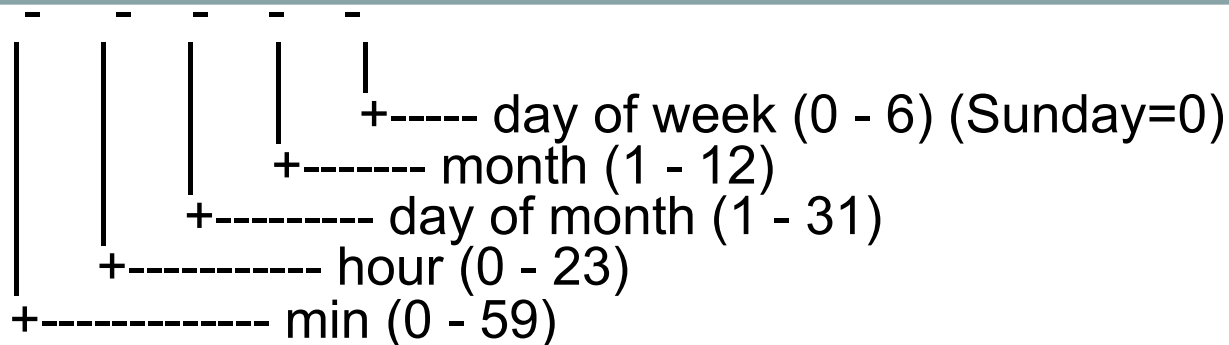 - - - - -
| | | | |
| | | | +----- day of week (0 - 6) (Sunday=0)
| | | +------- month (1 - 12)
| | +--------- day of month (1 - 31)
| +----------- hour (0 - 23)
+------------- min (0 - 59)